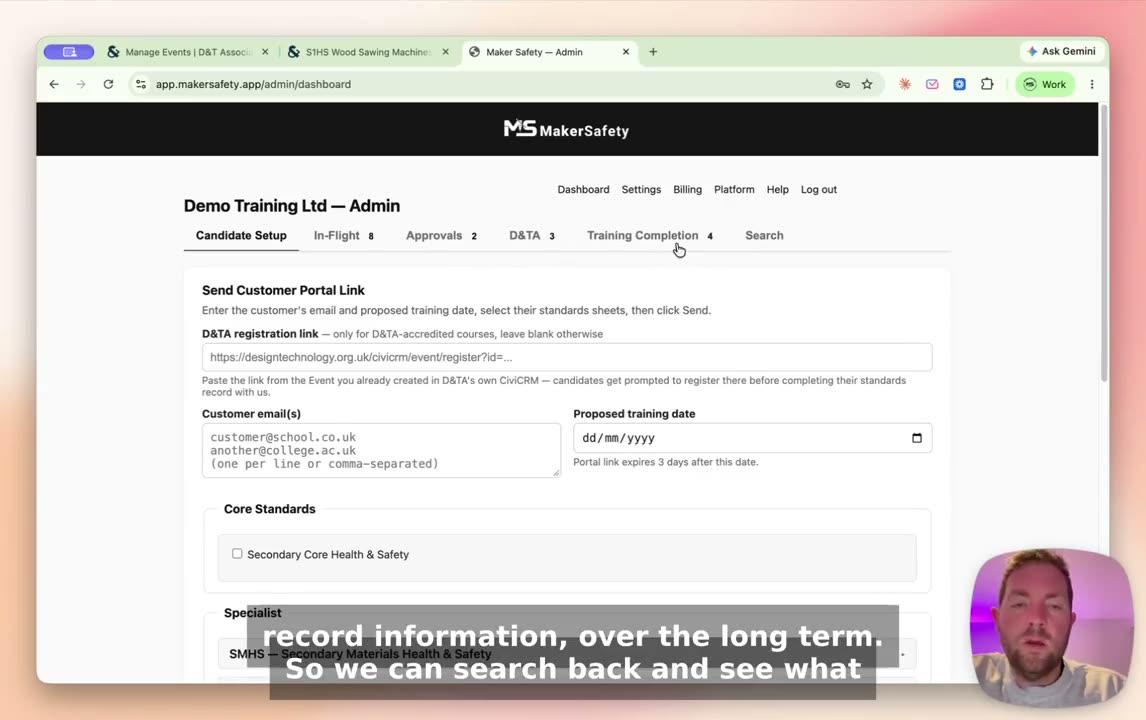 Manage Events | D&T Associ
S1HS Wood Sawing Machine
Maker Safety — Admin
Ask Gemini
app.makersafety.app/admin/dashboard
Work
MS MakerSafety
Dashboard Settings Billing Platform Help Log out
Demo Training Ltd — Admin
Candidate Setup In-Flight 8 Approvals 2 D&TA 3 Training Completion 4 Search
Send Customer Portal Link
Enter the customer's email and proposed training date, select their standards sheets, then click Send.
D&TA registration link — only for D&TA-accredited courses, leave blank otherwise
https://designtechnology.org.uk/civicrm/event/register?id=...
Paste the link from the Event you already created in D&TA's own CiviCRM — candidates get prompted to register there before completing their standards
record with us.
Customer email(s)
customer@school.co.uk
another@college.ac.uk
(one per line or comma-separated)
Proposed training date
dd/mm/yyyy
Portal link expires 3 days after this date.
Core Standards
Secondary Core Health & Safety
Specialist
SMHS — Secondary Materials Health & Safety
record information, over the long term.
So we can search back and see what